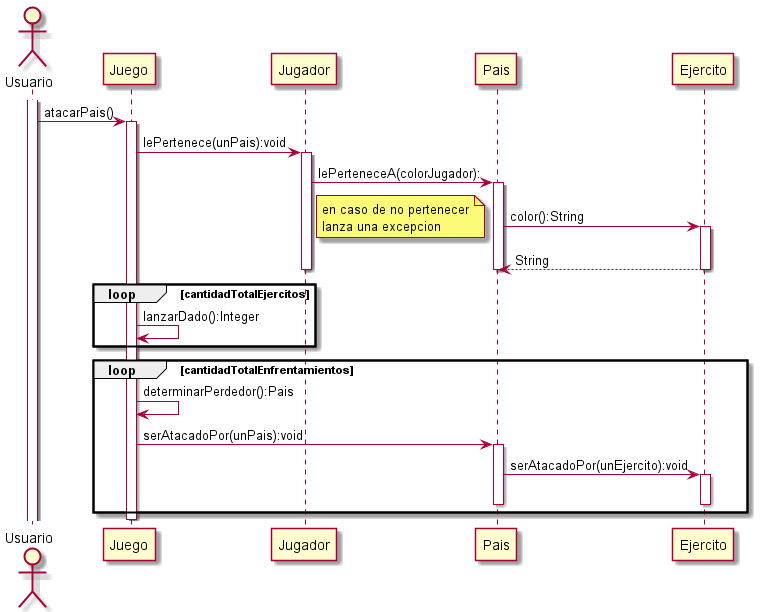 Usuario
Juego
Jugador
Pais
Ejercito
atacarPais()
lePertenece(unPais):void
lePerteneceA(colorJugador):
en caso de no pertenecer
lanza una excepcion
color():String
String
loop [cantidadTotalEjercitos]
lanzarDado():Integer
loop [cantidadTotalEnfrentamientos]
determinarPerdedor():Pais
serAtacadoPor(unPais):void
serAtacadoPor(unEjercito):void
Usuario
Juego
Jugador
Pais
Ejercito